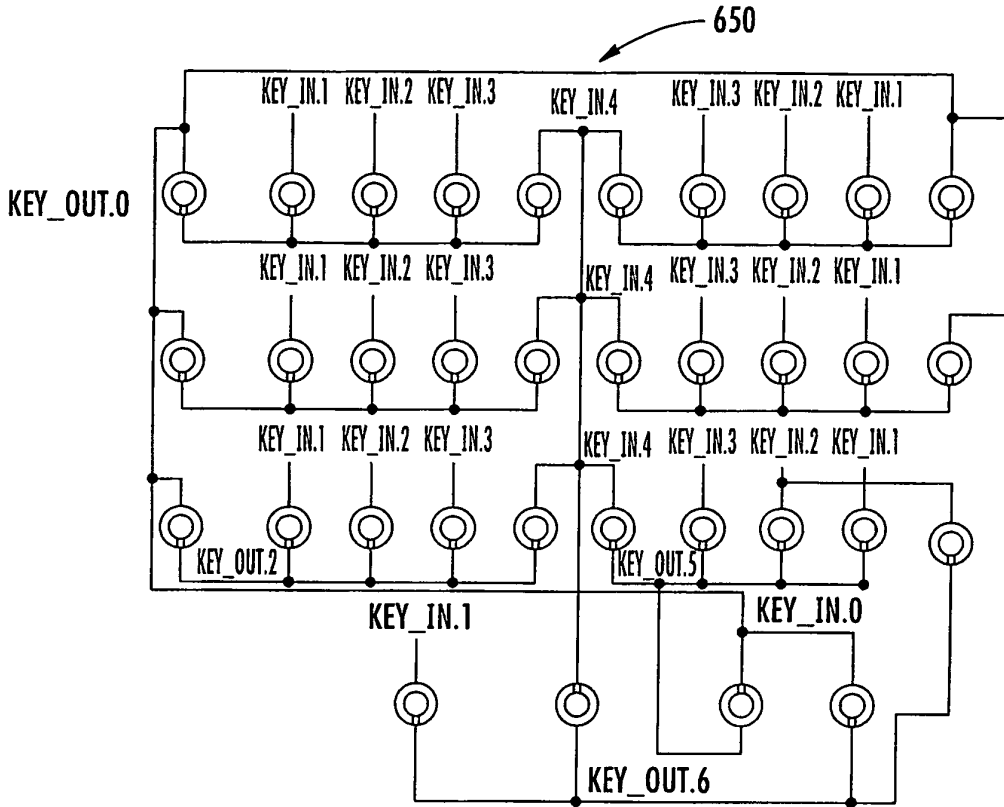 650
KEY_IN.1 KEY_IN.2 KEY_IN.3 KEY_IN.4 KEY_IN.3 KEY_IN.2 KEY_IN.1
KEY_OUT.0
KEY_IN.1 KEY_IN.2 KEY_IN.3 KEY_IN.4 KEY_IN.3 KEY_IN.2 KEY_IN.1
KEY_IN.1 KEY_IN.2 KEY_IN.3 KEY_IN.4 KEY_IN.3 KEY_IN.2 KEY_IN.1
KEY_OUT.2 KEY_OUT.5
KEY_IN.1 KEY_IN.0
KEY_OUT.6